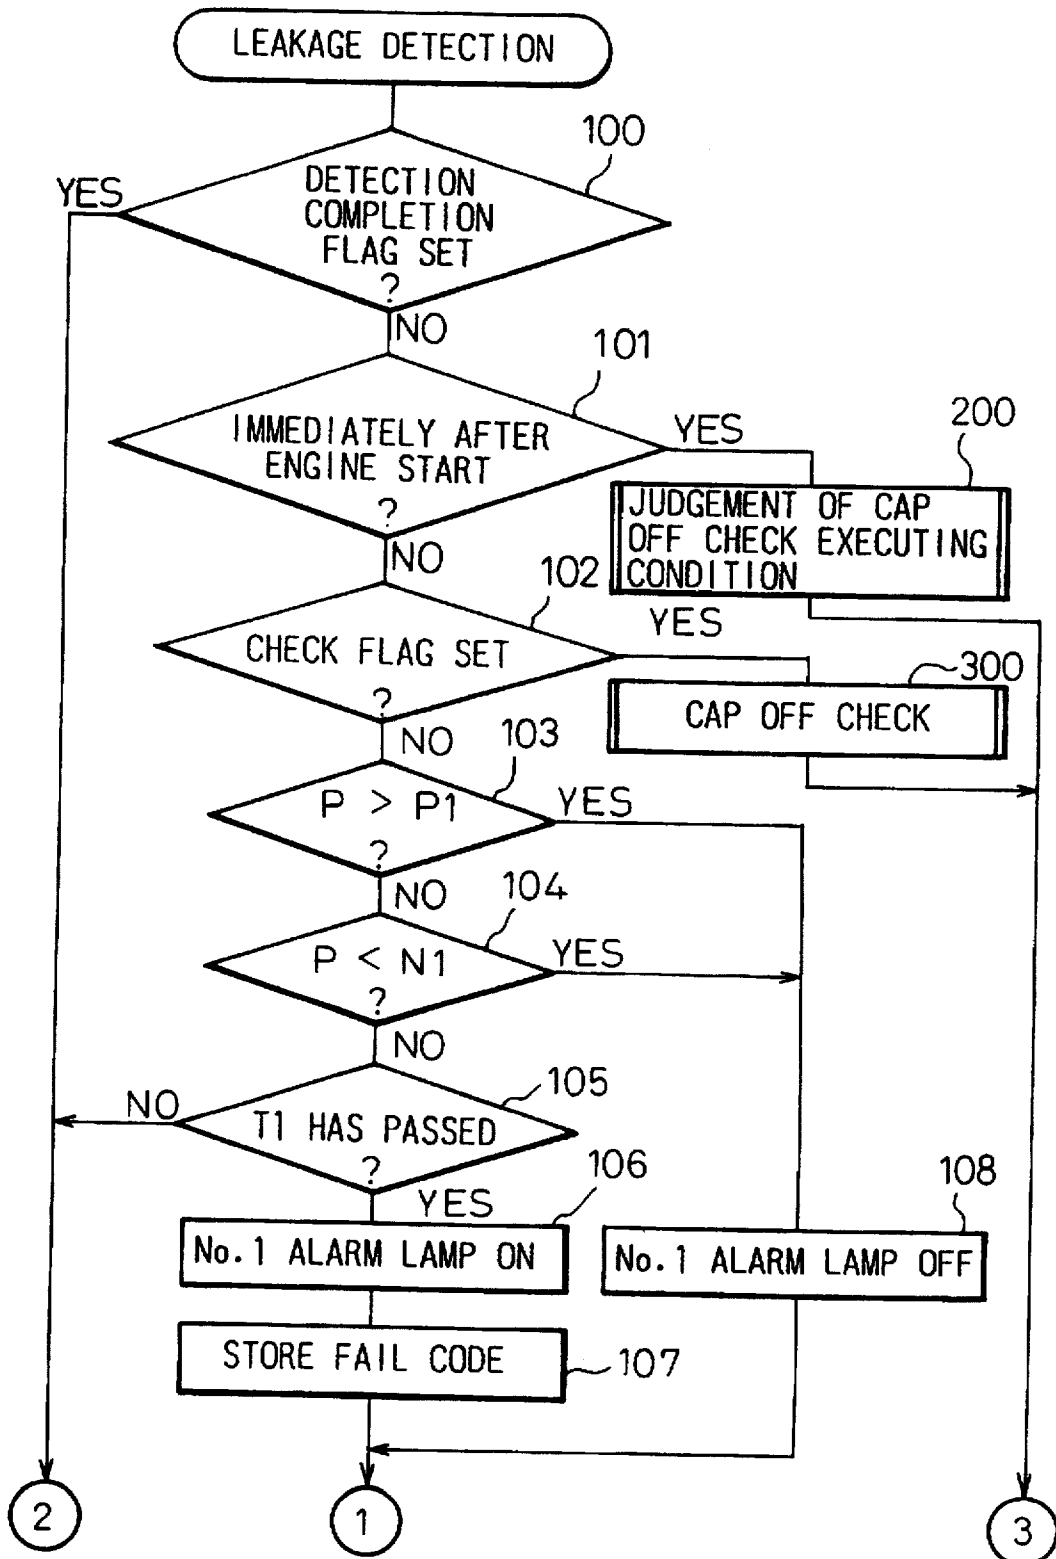 LEAKAGE DETECTION
100
YES
DETECTION
COMPLETION
FLAG SET
?
NO
101
IMMEDIATELY AFTER
ENGINE START
?
YES
200
JUDGEMENT OF CAP
OFF CHECK EXECUTING
CONDITION
NO
102
CHECK FLAG SET
?
YES
300
CAP OFF CHECK
NO
103
P > P1
?
YES
NO
104
P < N1
?
YES
NO
105
T1 HAS PASSED
?
NO
YES
106
No.1 ALARM LAMP ON
108
No.1 ALARM LAMP OFF
STORE FAIL CODE
107
2
1
3